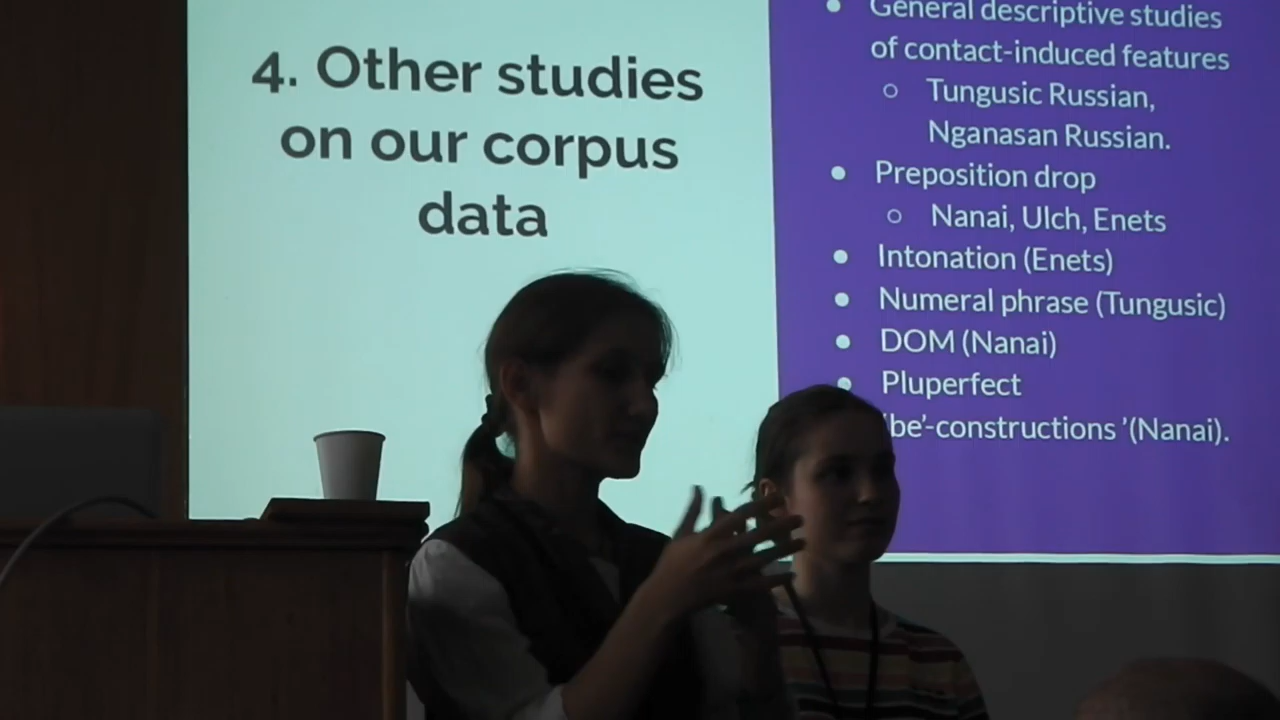 4. Other studies
on our corpus
data
• General descriptive studies
of contact-induced features
○ Tungusic Russian,
Nganasan Russian.
• Preposition drop
○ Nanai, Ulch, Enets
• Intonation (Enets)
• Numeral phrase (Tungusic)
• DOM (Nanai)
• Pluperfect
'be'-constructions '(Nanai).